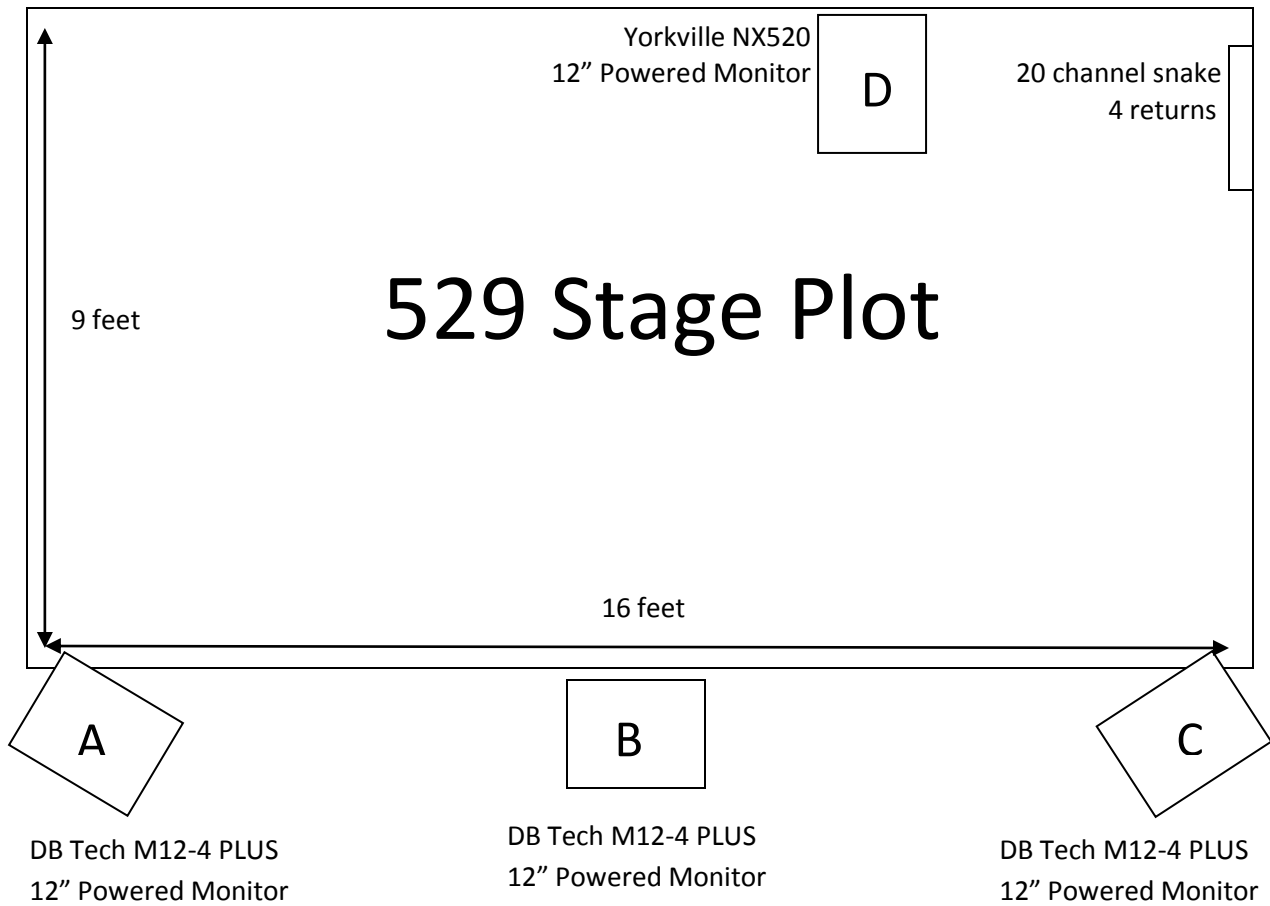 Yorkville NX520
12” Powered Monitor
D
20 channel snake
4 returns
529 Stage Plot
9 feet
16 feet
A
B
C
DB Tech M12-4 PLUS
12” Powered Monitor
DB Tech M12-4 PLUS
12” Powered Monitor
DB Tech M12-4 PLUS
12” Powered Monitor